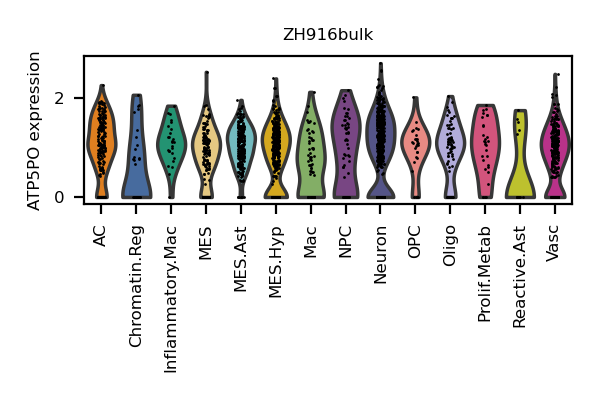 ZH916bulk
ATP5PO expression
2
0
AC
Chromatin.Reg
Inflammatory.Mac
MES
MES.Ast
MES.Hyp
Mac
NPC
Neuron
OPC
Oligo
Prolif.Metab
Reactive.Ast
Vasc